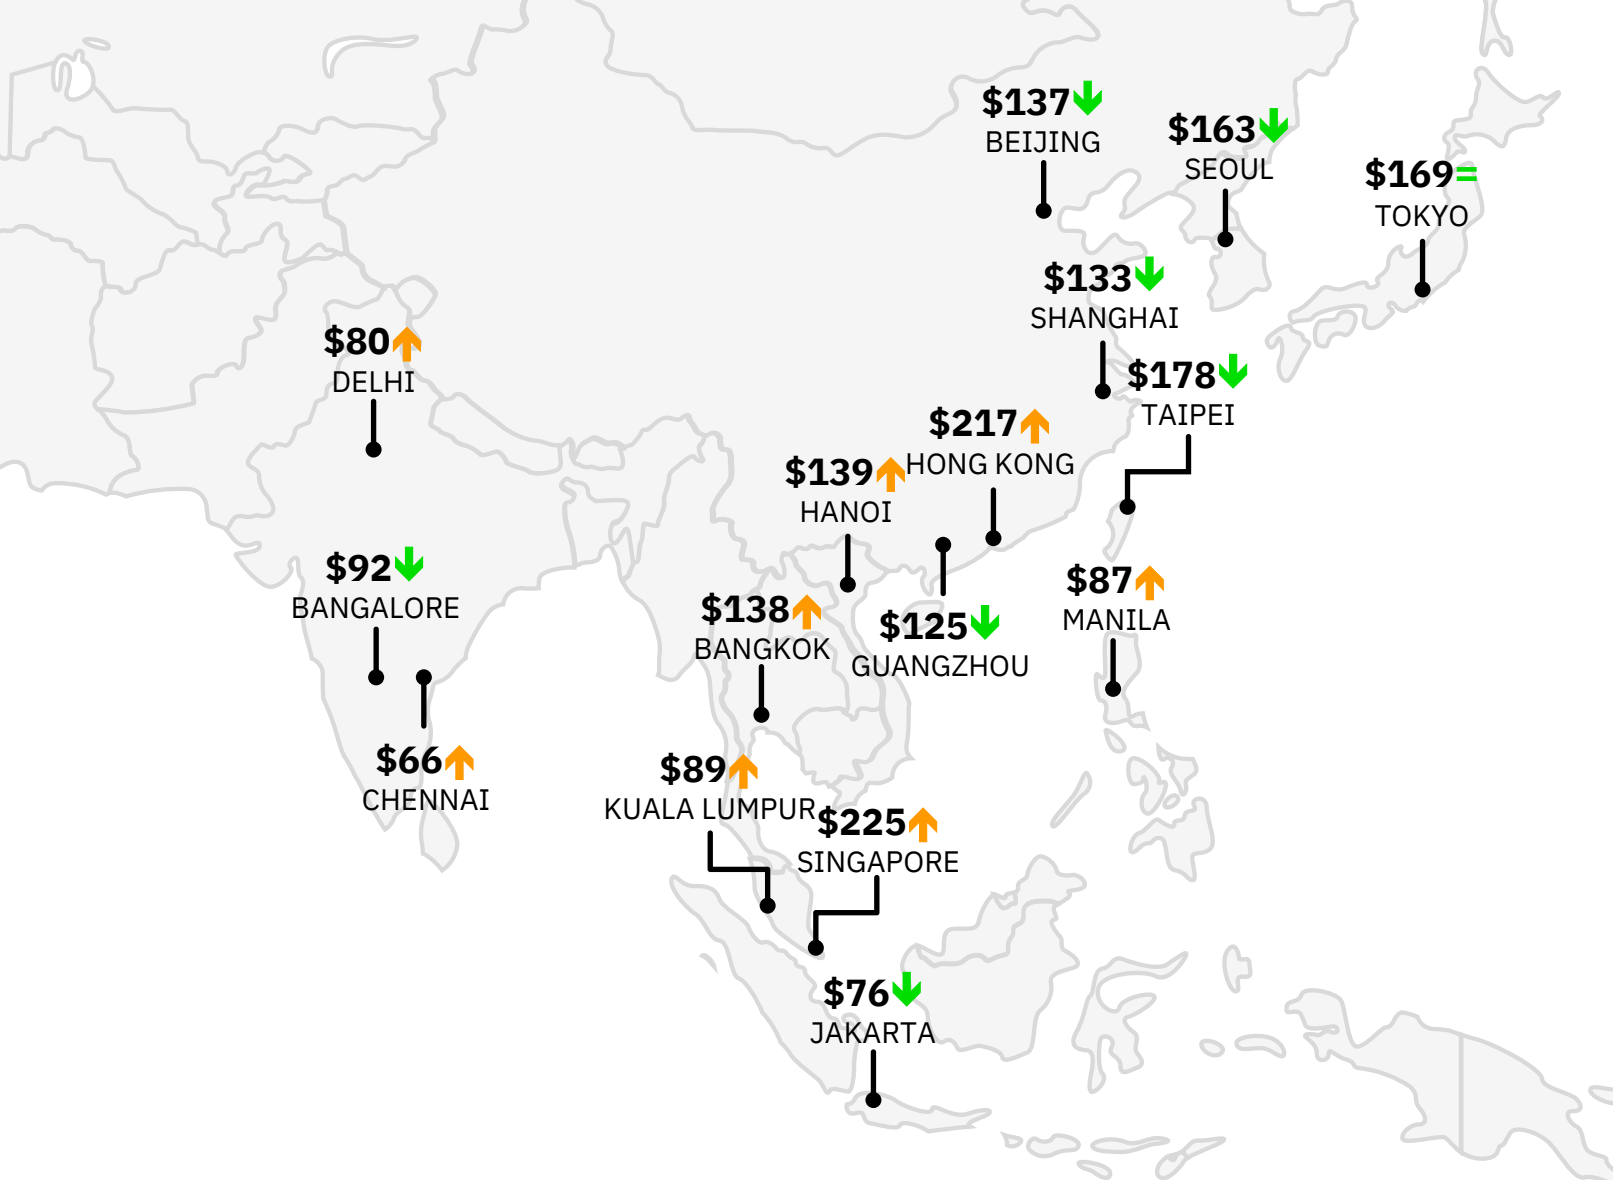 $137
BEIJING
$163
SEOUL
$169=
TOKYO
$133
SHANGHAI
$80
DELHI
$178
TAIPEI
$217
HONG KONG
$139
HANOI
$92
BANGALORE
$87
MANILA
$138
BANGKOK
$125
GUANGZHOU
$66
CHENNAI
$89
KUALA LUMPUR
$225
SINGAPORE
$76
JAKARTA